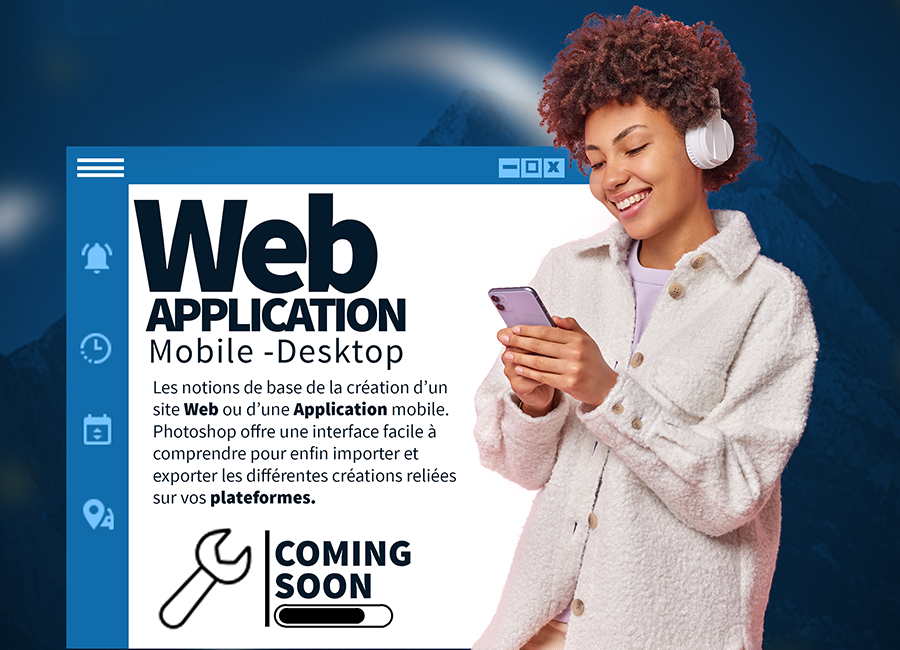 Web
APPLICATION
Mobile -Desktop
Les notions de base de la création d'un
site Web ou d'une Application mobile.
Photoshop offre une interface facile à
comprendre pour enfin importer et
exporter les différentes créations reliées
sur vos plateformes.
COMING
SOON